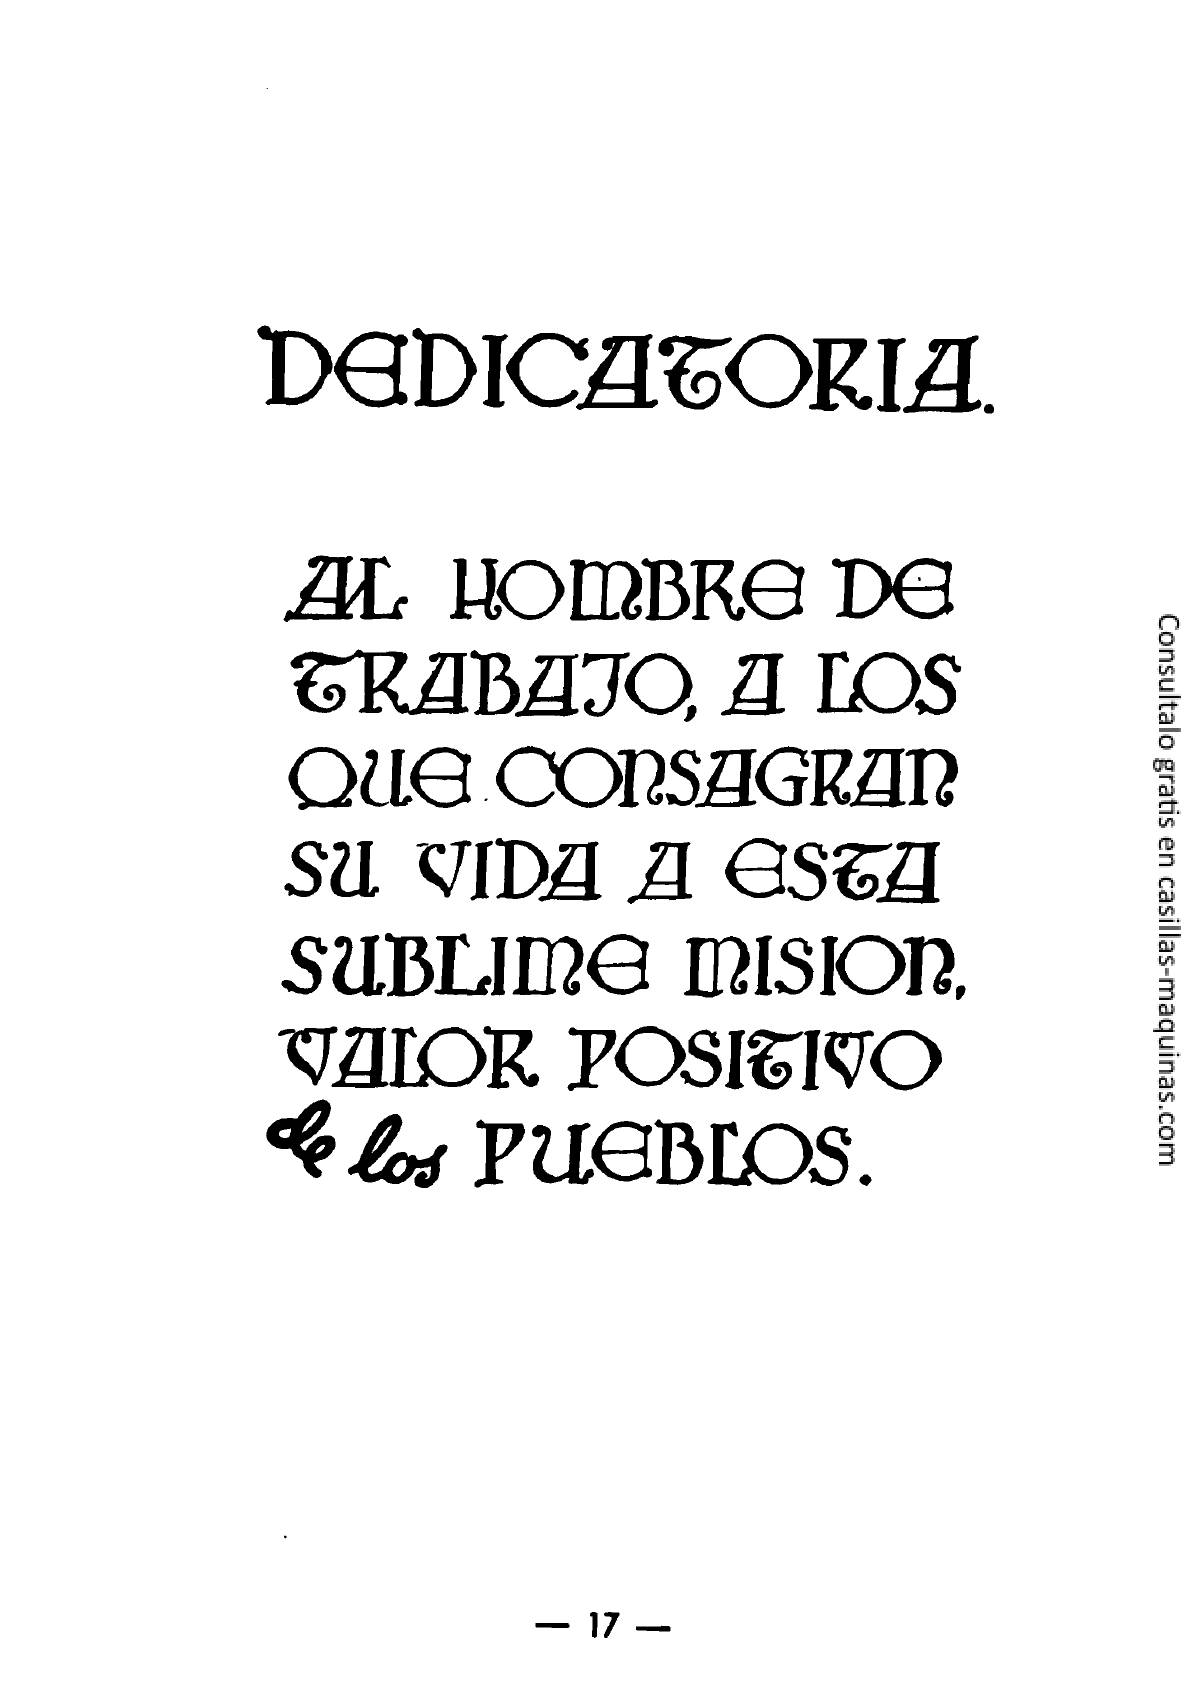 DEDICATORIA.
AL HOMBRE DE
TRABAJO, A LOS
QUE CONSAGRAN
SU VIDA A ESTA
SUBLIME MISION,
VALOR POSITIVO
de los PUEBLOS.
— 17 —
Consultalo gratis en casillas-maquinas.com